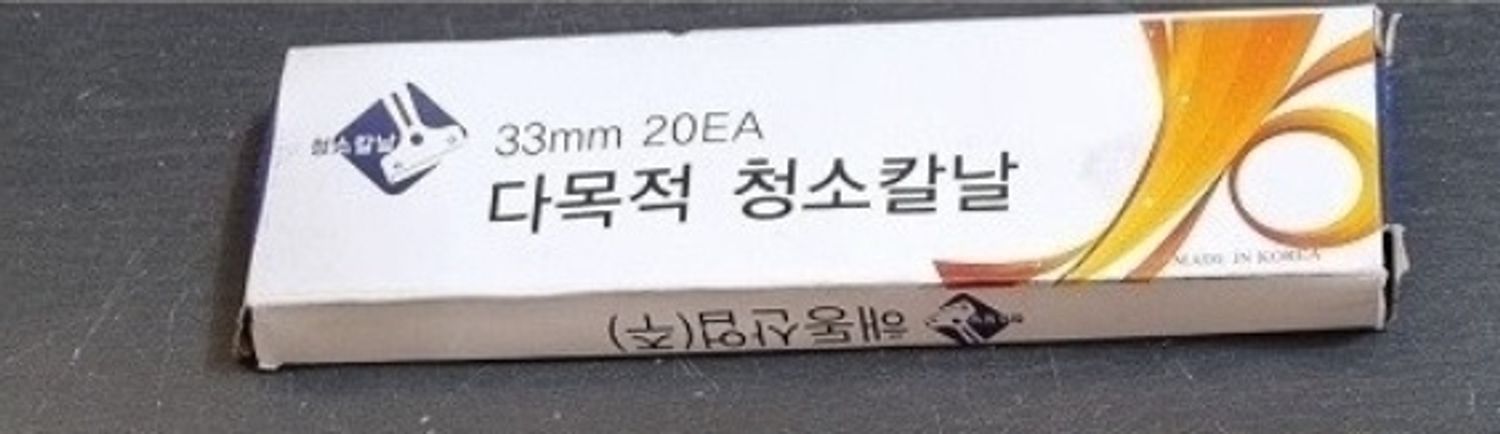 청소칼날
33mm 20EA
다목적 청소칼날
MADE IN KOREA
해동산업(주)